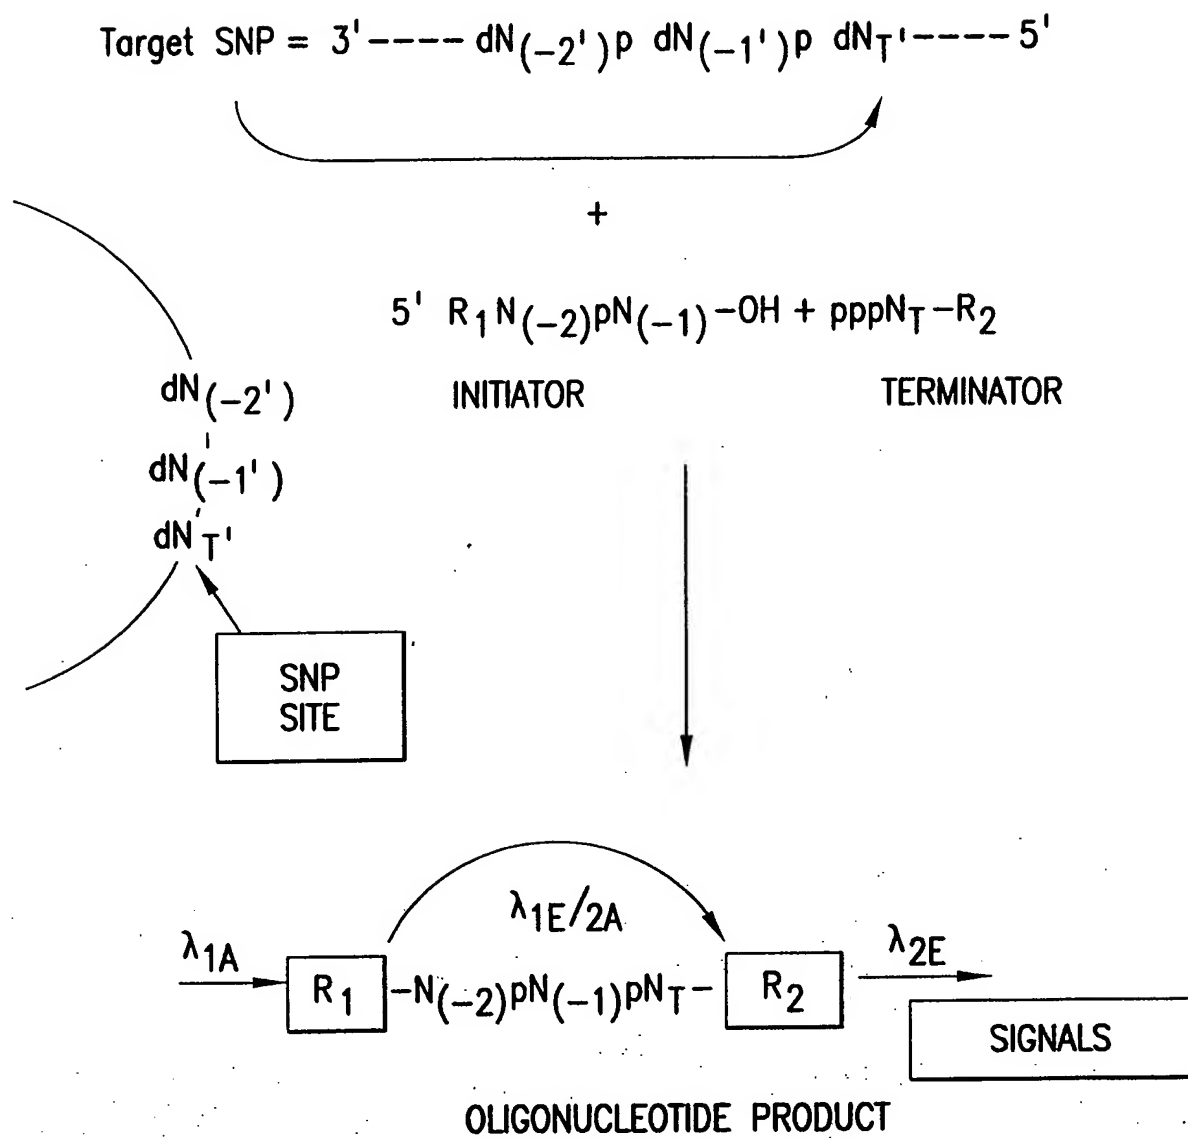 Target SNP = 3'---- dN(-2')p dN(-1')p dNT'----5'
+
5' R1N(-2)pN(-1)-OH + pppNT-R2
INITIATOR TERMINATOR
dN(-2')
dN(-1')
dNT'
SNP
SITE
λ1E/2A
λ1A
λ2E
R1 -N(-2)pN(-1)pNT- R2
SIGNALS
OLIGONUCLEOTIDE PRODUCT